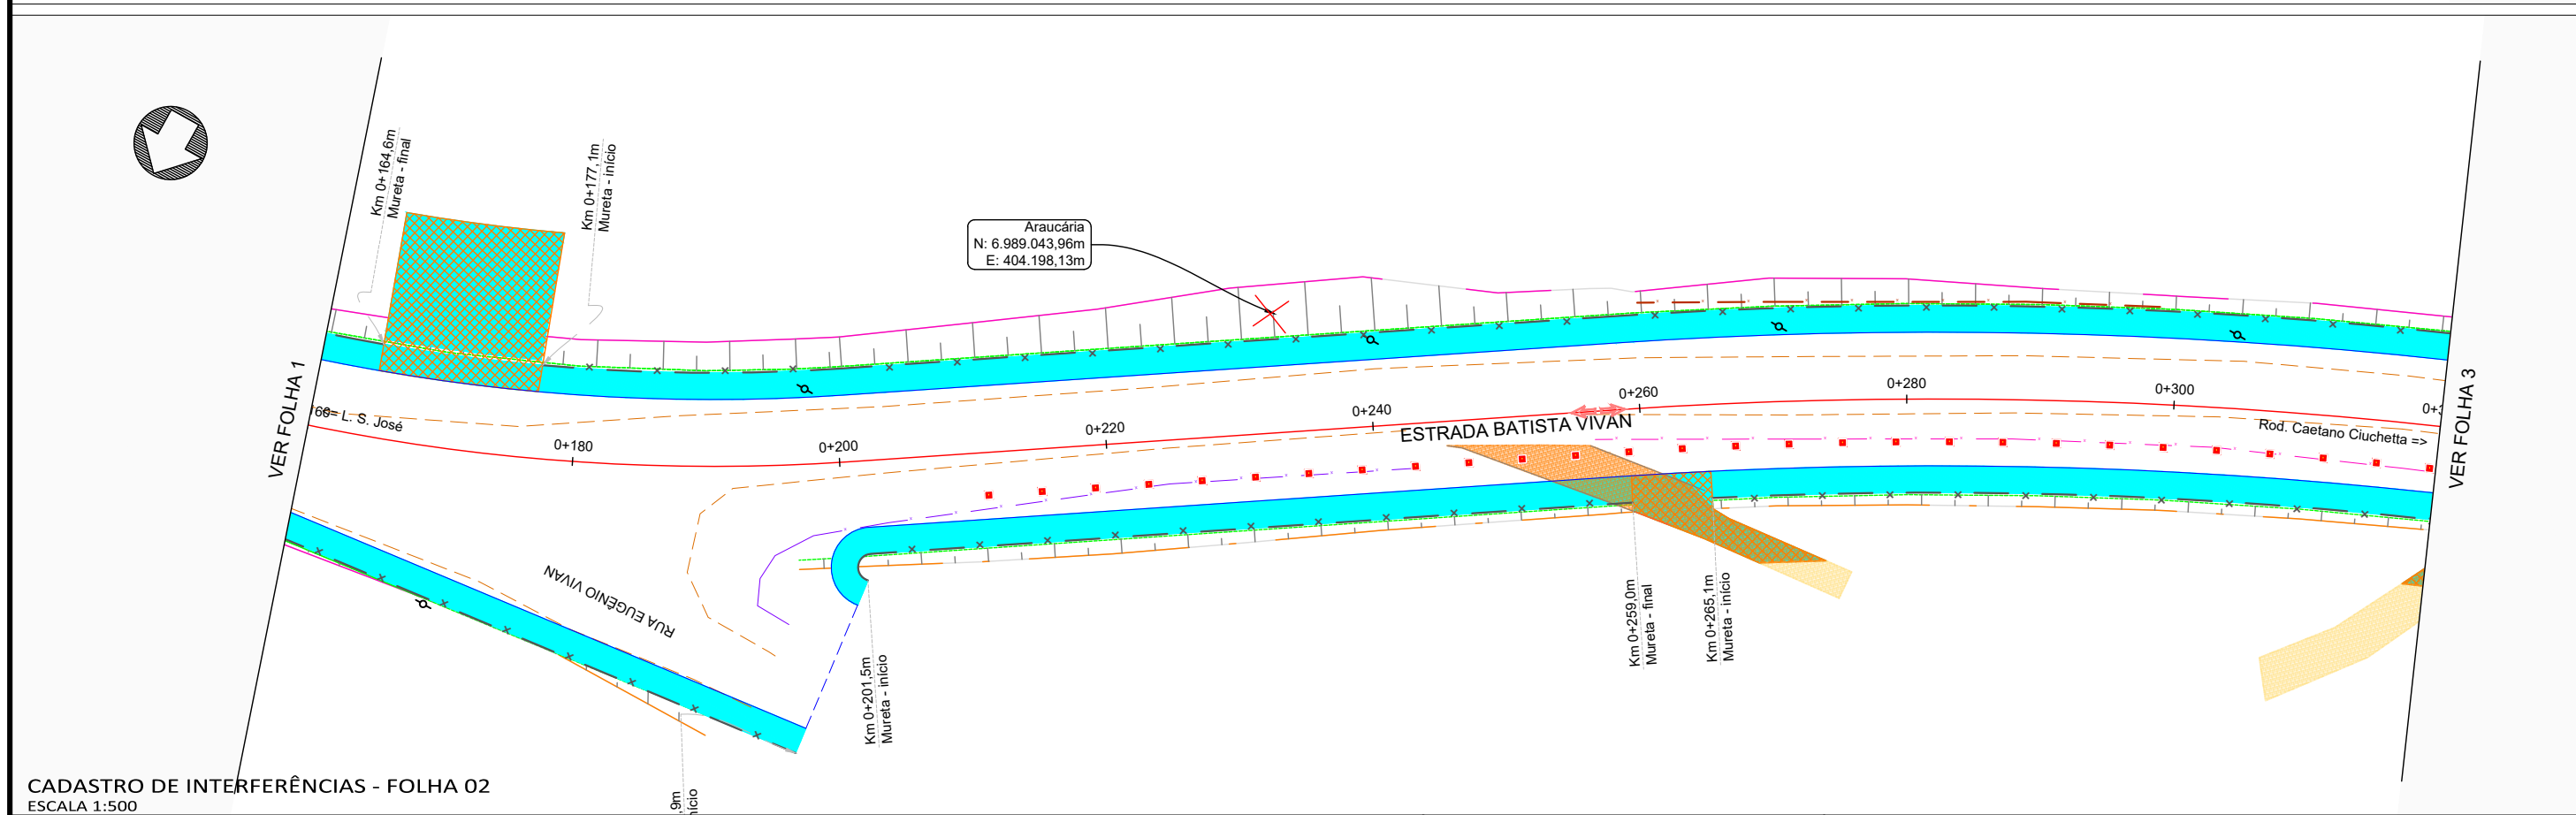 Km 0+164,6m
Mureta - final
Km 0+177,1m
Mureta - início
Araucária
N: 6.989.043,96m
E: 404.198,13m
VER FOLHA 1
L. S. José
0+180
0+200
0+220
0+240
0+260
0+280
0+300
ESTRADA BATISTA VIVAN
Rod. Caetano Ciuchetta =>
VER FOLHA 3
RUA EUGÊNIO VIVAN
Km 0+201,5m
Mureta - início
Km 0+259,0m
Mureta - final
Km 0+265,1m
Mureta - início
CADASTRO DE INTERFERÊNCIAS - FOLHA 02
ESCALA 1:500